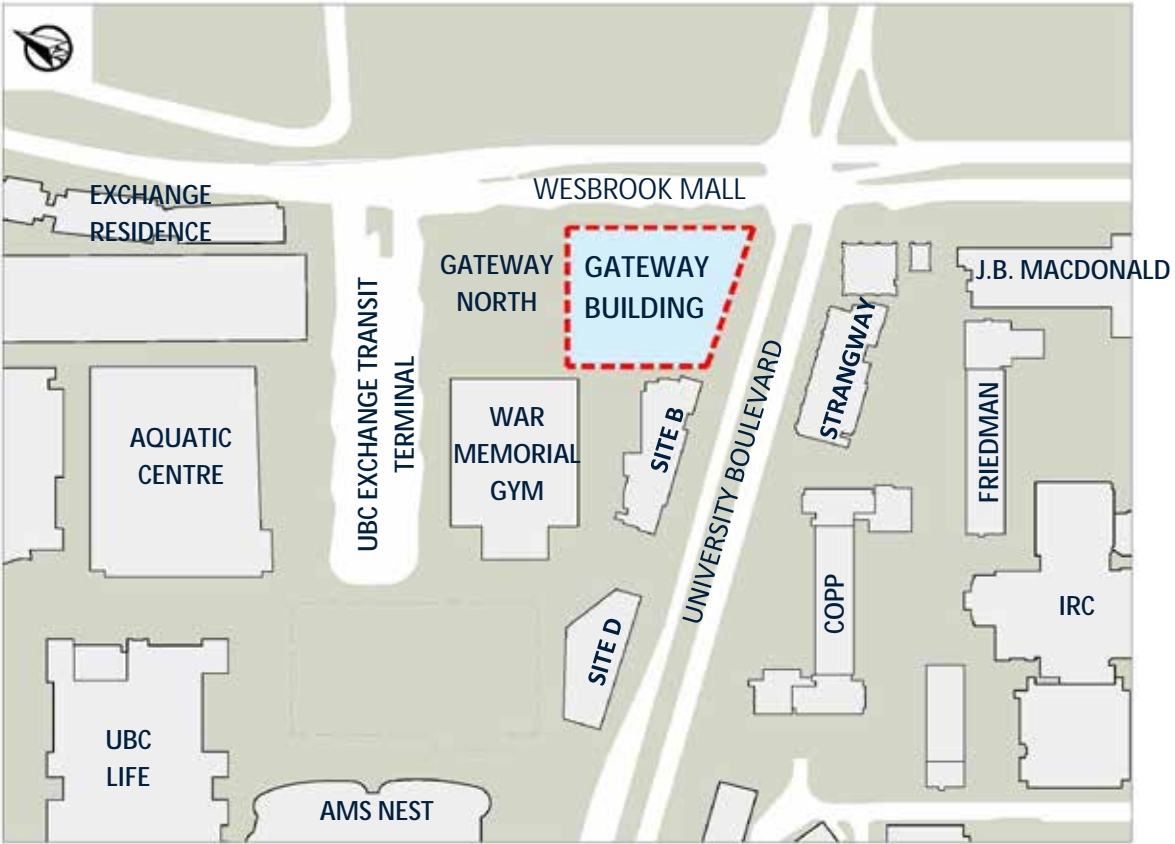 EXCHANGE
RESIDENCE
WESBROOK MALL
GATEWAY
NORTH
GATEWAY
BUILDING
J.B. MACDONALD
UBC EXCHANGE TRANSIT
TERMINAL
STRANGWAY
AQUATIC
CENTRE
WAR
MEMORIAL
GYM
SITE B
UNIVERSITY BOULEVARD
FRIEDMAN
COPP
IRC
SITE D
UBC
LIFE
AMS NEST